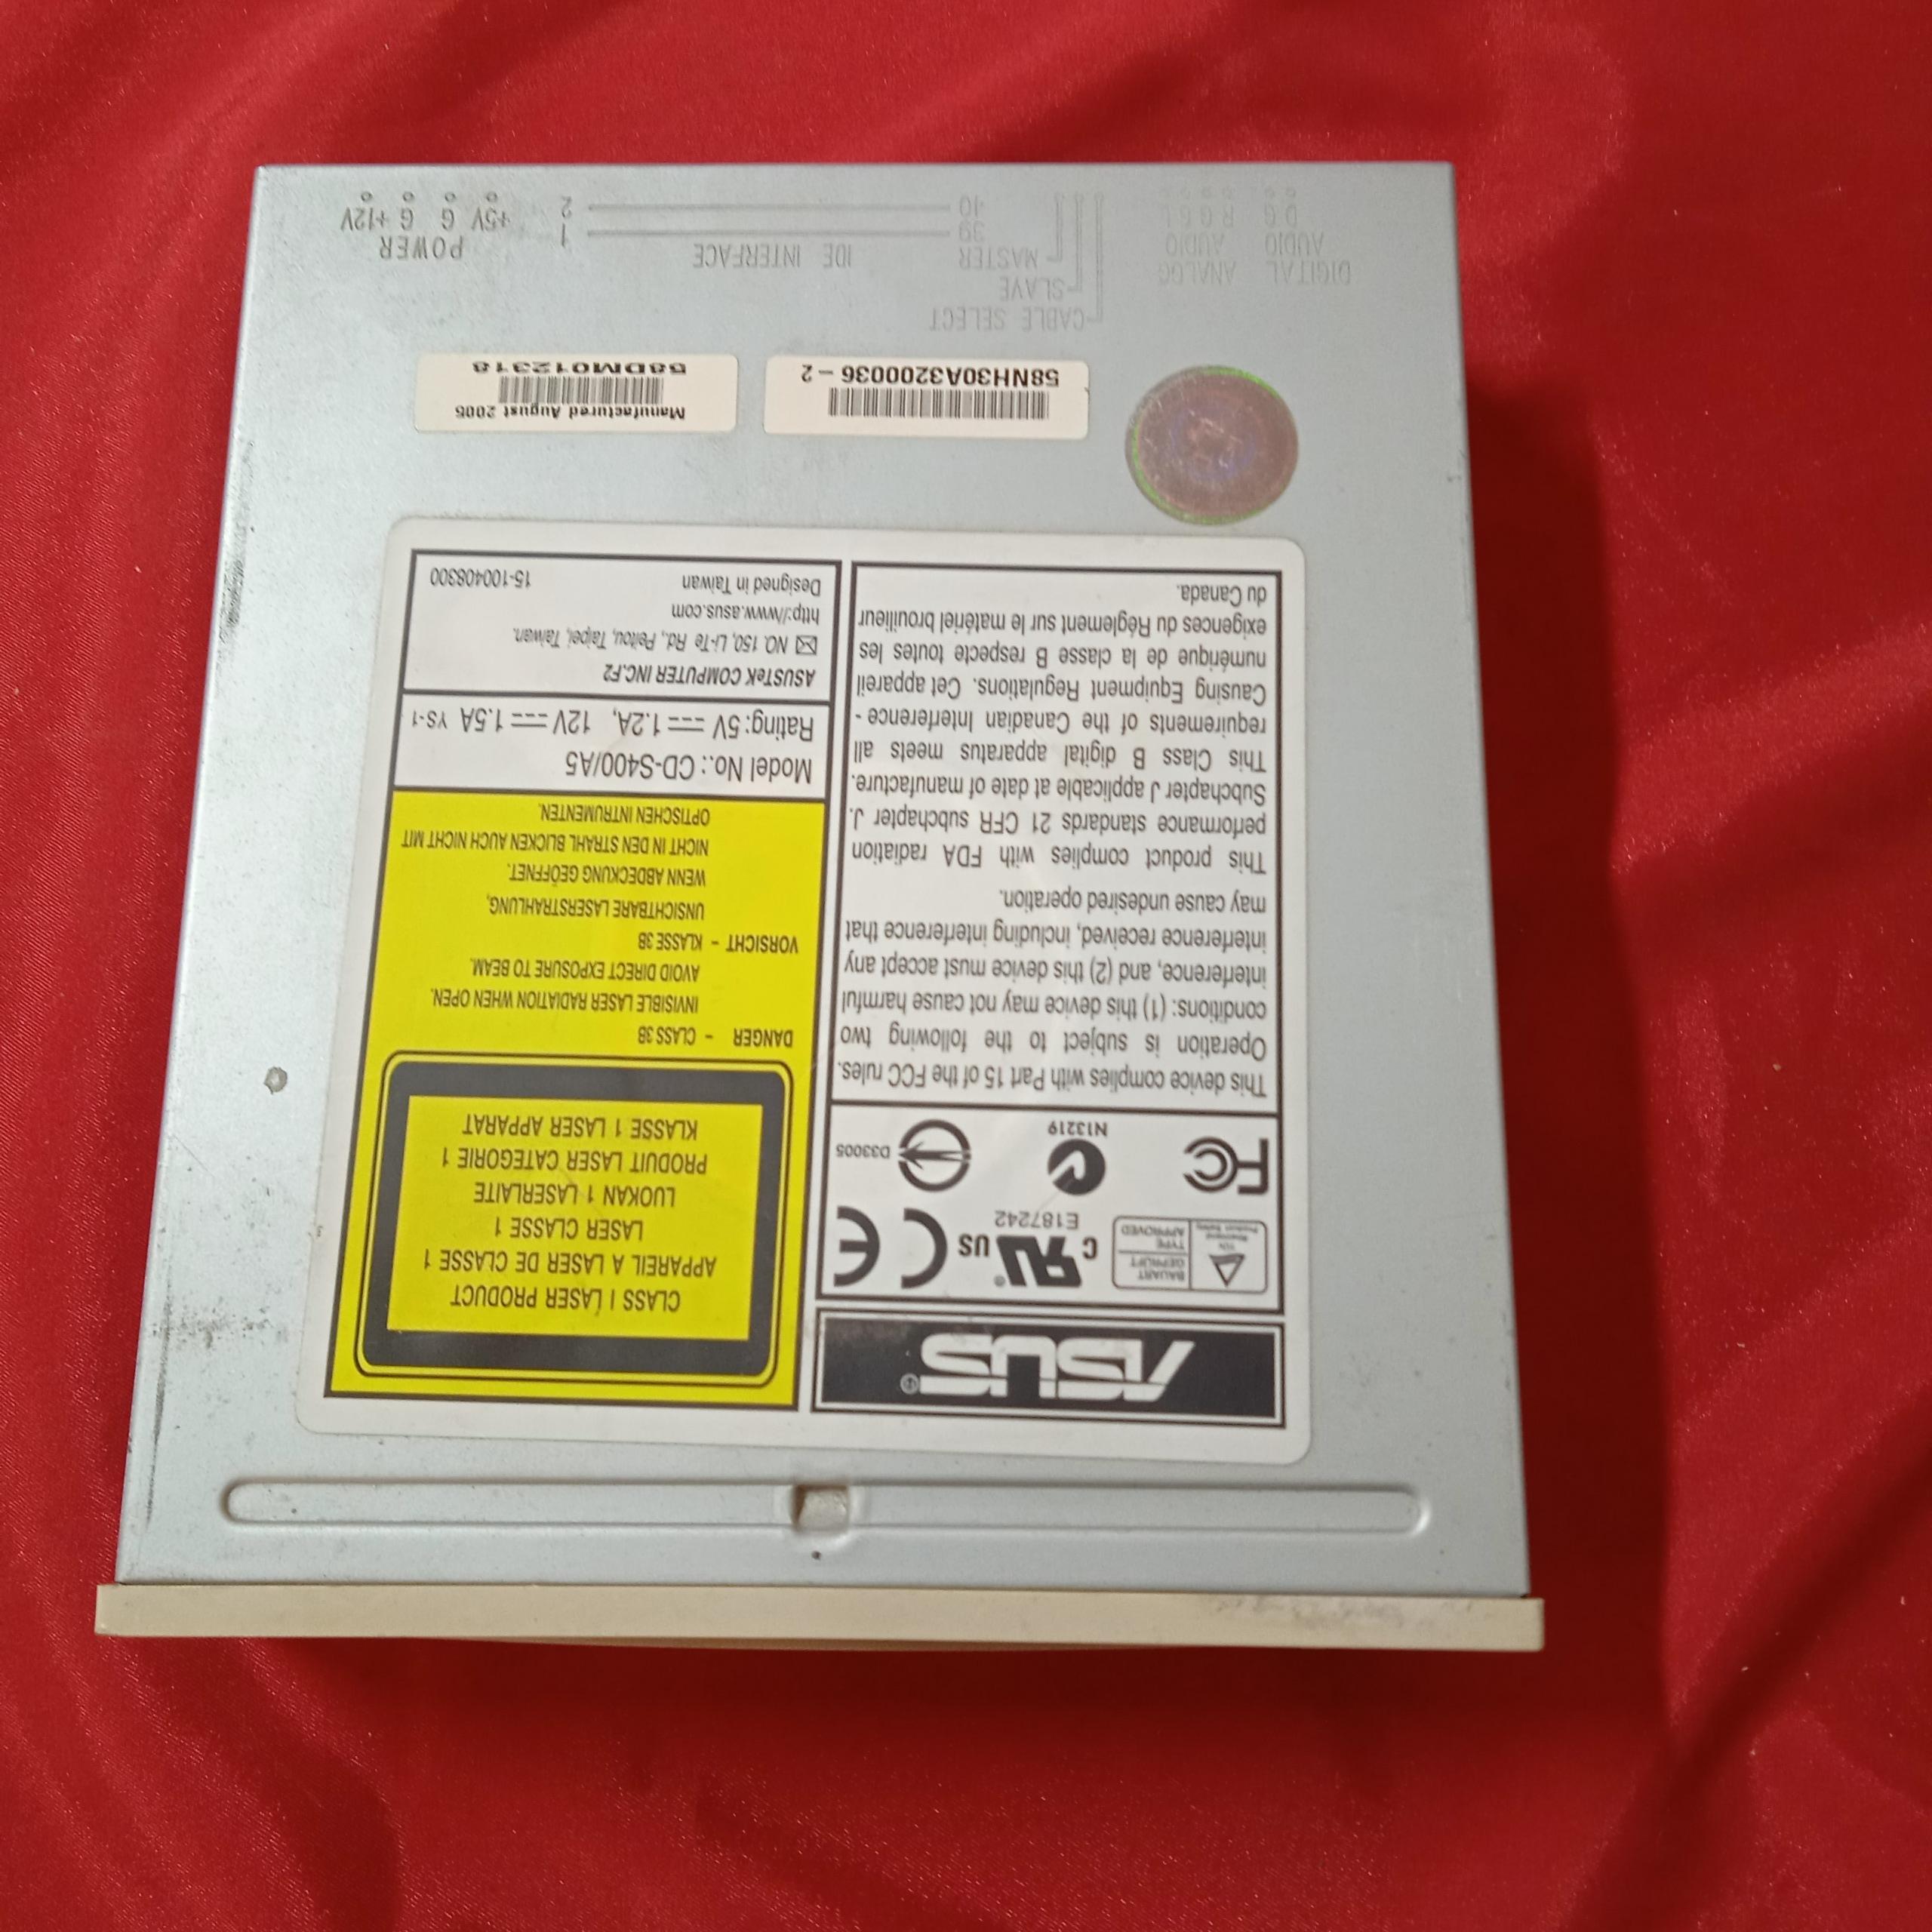 ASUS®
BAUART
GEPRÜFT
TYPE
APPROVED
c RU ® US
E187242
CE
FC
N13219
D33005
This device complies with Part 15 of the FCC rules.
Operation is subject to the following two
conditions: (1) this device may not cause harmful
interference, and (2) this device must accept any
interference received, including interference that
may cause undesired operation.
This product complies with FDA radiation
performance standards 21 CFR subchapter J.
Subchapter J applicable at date of manufacture.
This Class B digital apparatus meets all
requirements of the Canadian Interference -
Causing Equipment Regulations. Cet appareil
numérique de la classe B respecte toutes les
exigences du Réglement sur le matériel brouilleur
du Canada.
CLASS I LASER PRODUCT
APPAREIL A LASER DE CLASSE 1
LASER CLASSE 1
LUOKAN 1 LASERLAITE
PRODUIT LASER CATEGORIE 1
KLASSE 1 LASER APPARAT
DANGER - CLASS 3B
INVISIBLE LASER RADIATION WHEN OPEN.
AVOID DIRECT EXPOSURE TO BEAM.
VORSICHT - KLASSE 3B
UNSICHTBARE LASERSTRAHLUNG,
WENN ABDECKUNG GEÖFFNET.
NICHT IN DEN STRAHL BLICKEN AUCH NICHT MIT
OPTISCHEN INTRUMENTEN.
Model No.: CD-S400/A5
Rating: 5V 1.2A, 12V 1.5A YS-1
ASUSTeK COMPUTER INC.F2
NO. 150, Li-Te Rd., Peitou, Taipei, Taiwan.
http://www.asus.com
Designed in Taiwan 15-100408300
58NH30A3200036 - 2
Manufactured August 2005
58DM012318
CABLE SELECT
SLAVE
MASTER
DIGITAL AUDIO
D G
ANALOG AUDIO
R G G L
39
40
IDE INTERFACE
1
2
POWER
+5V G G +12V